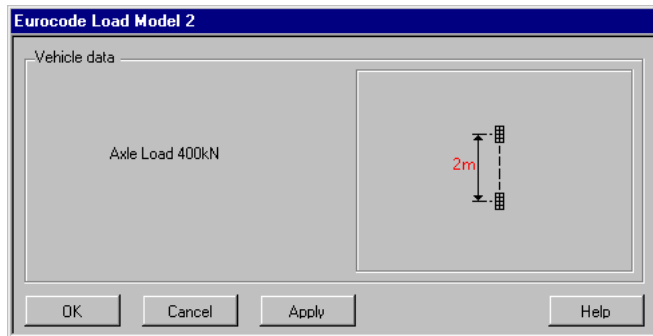 Eurocode Load Model 2
Vehicle data
Axle Load 400kN
2m
OK Cancel Apply Help